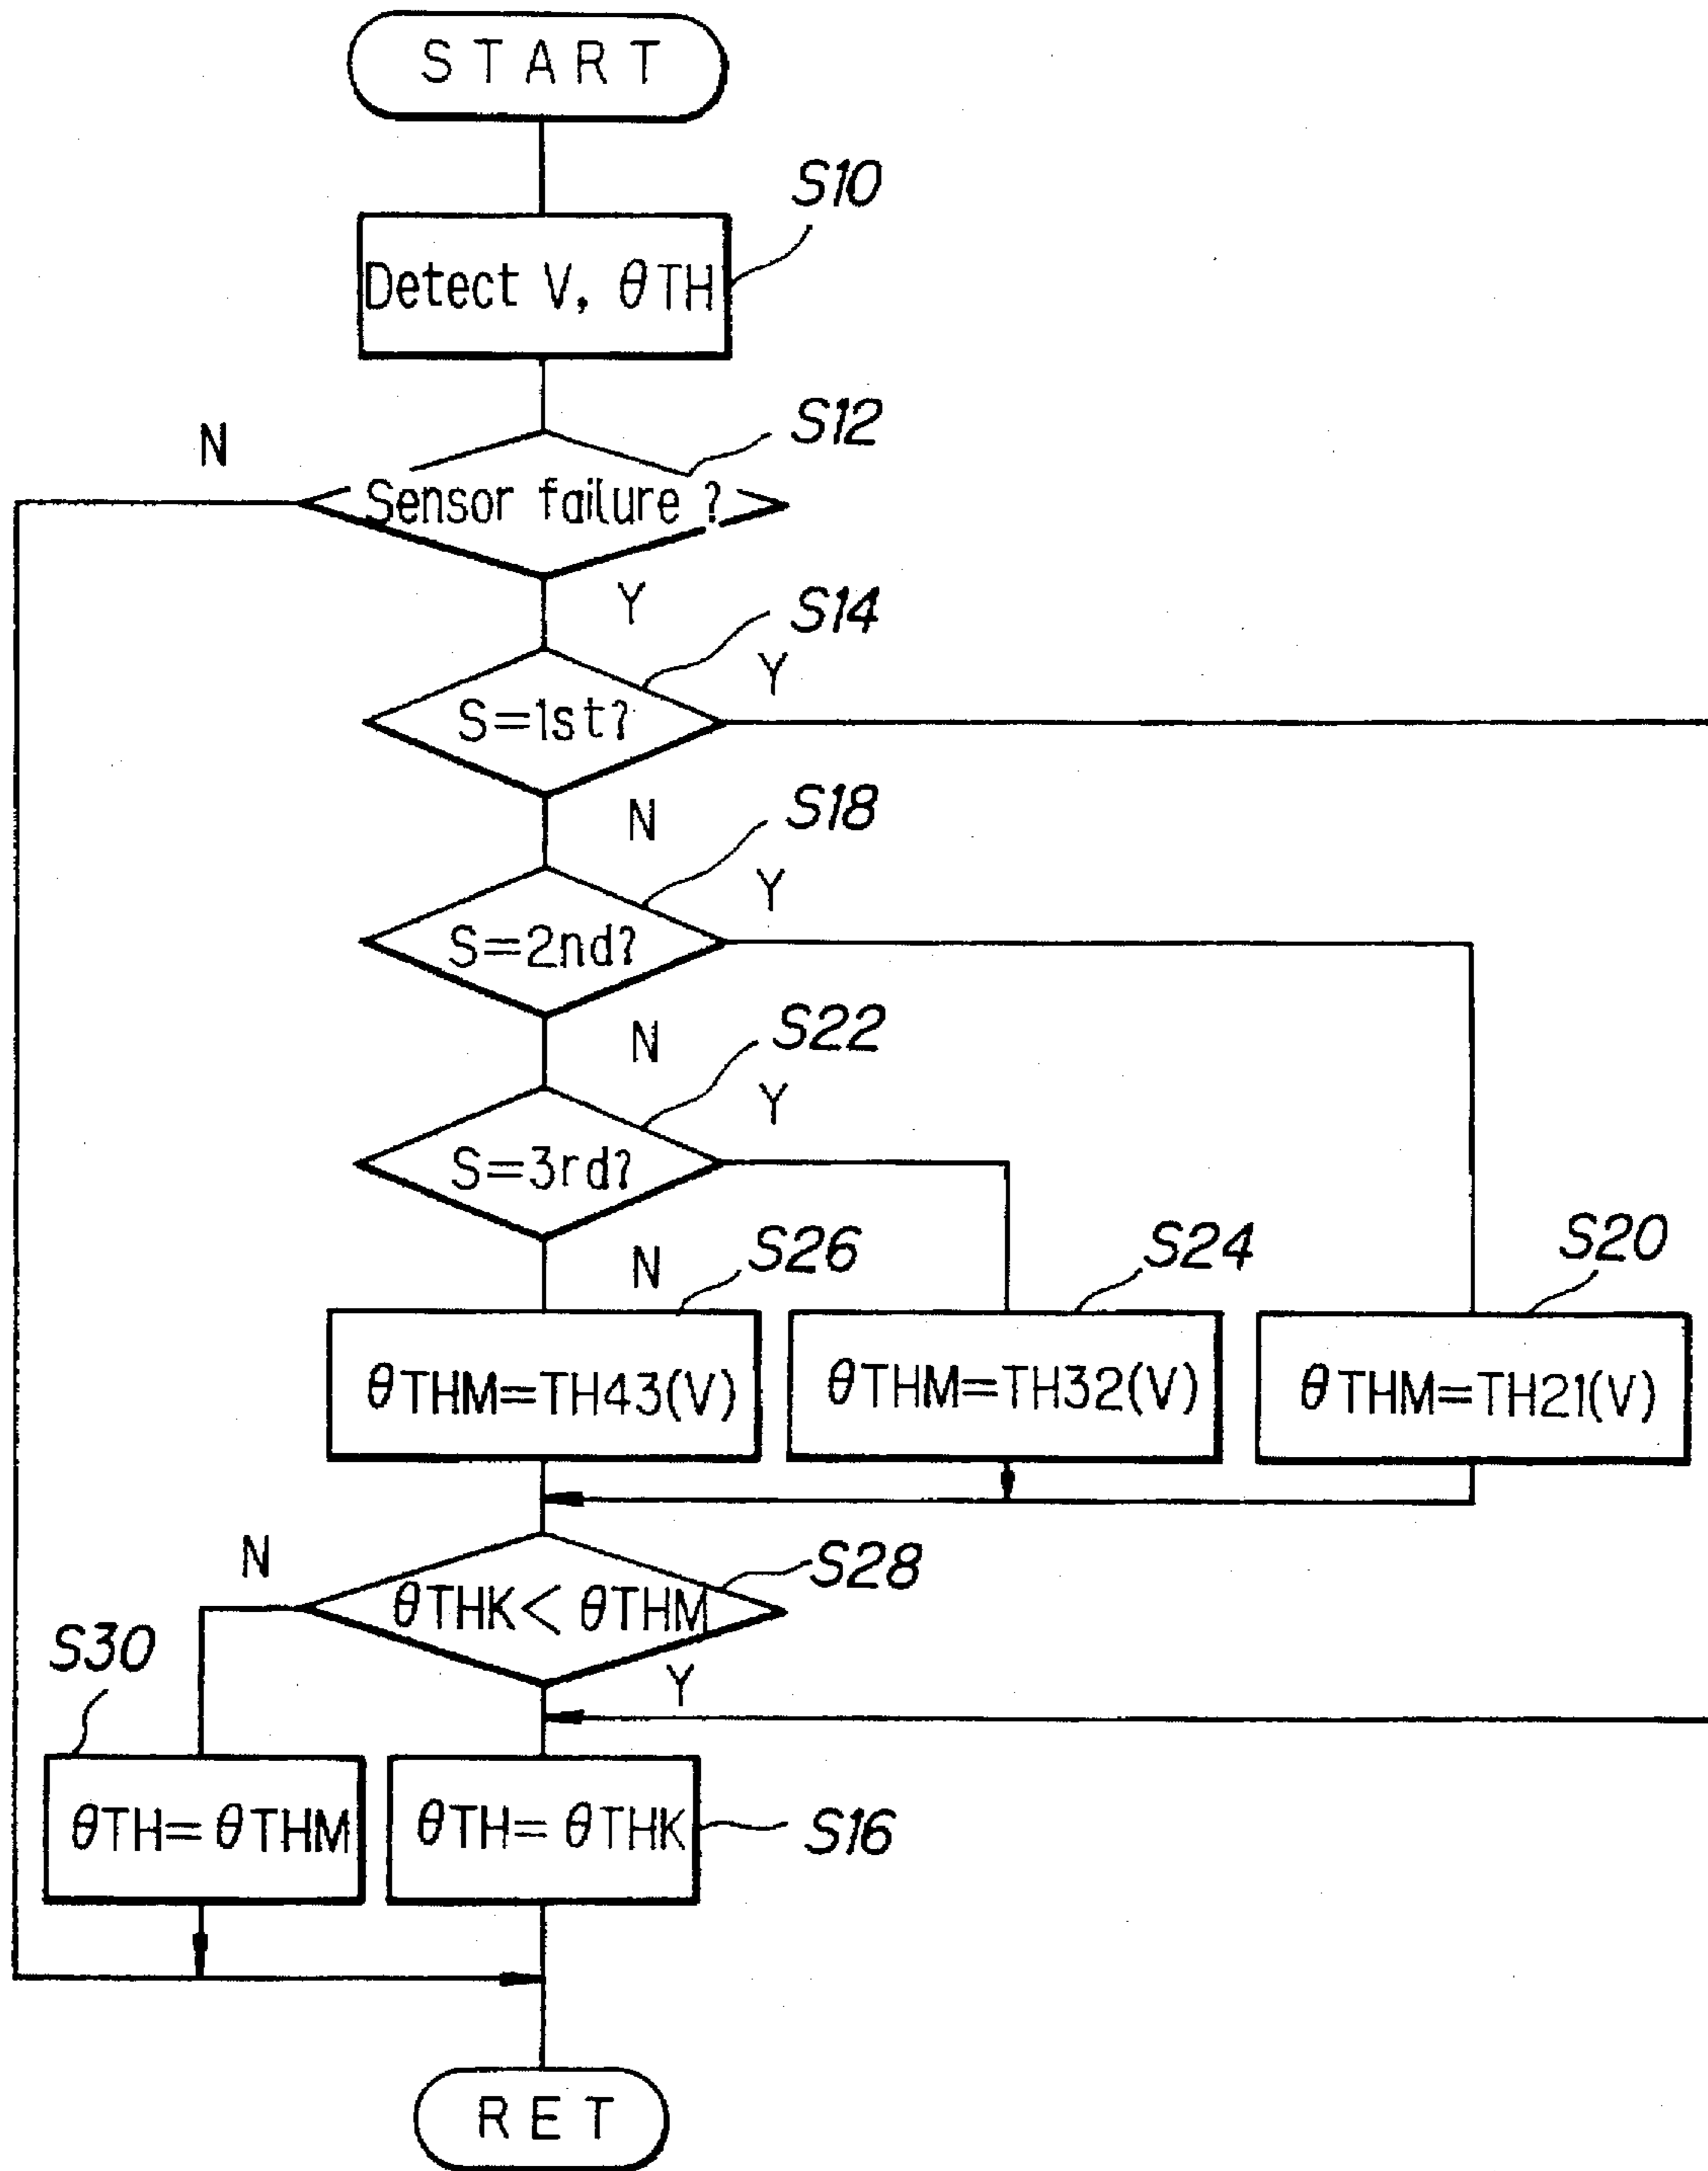 START
S10
Detect V, θTH
S12
N
Sensor failure ?
Y
S14
Y
S=1st?
N
S18
Y
S=2nd?
N
S22
Y
S=3rd?
N
S26
S24
S20
θTHM=TH43(V)
θTHM=TH32(V)
θTHM=TH21(V)
N
S28
θTHK< θTHM
Y
S30
θTH= θTHM
θTH= θTHK
S16
RET